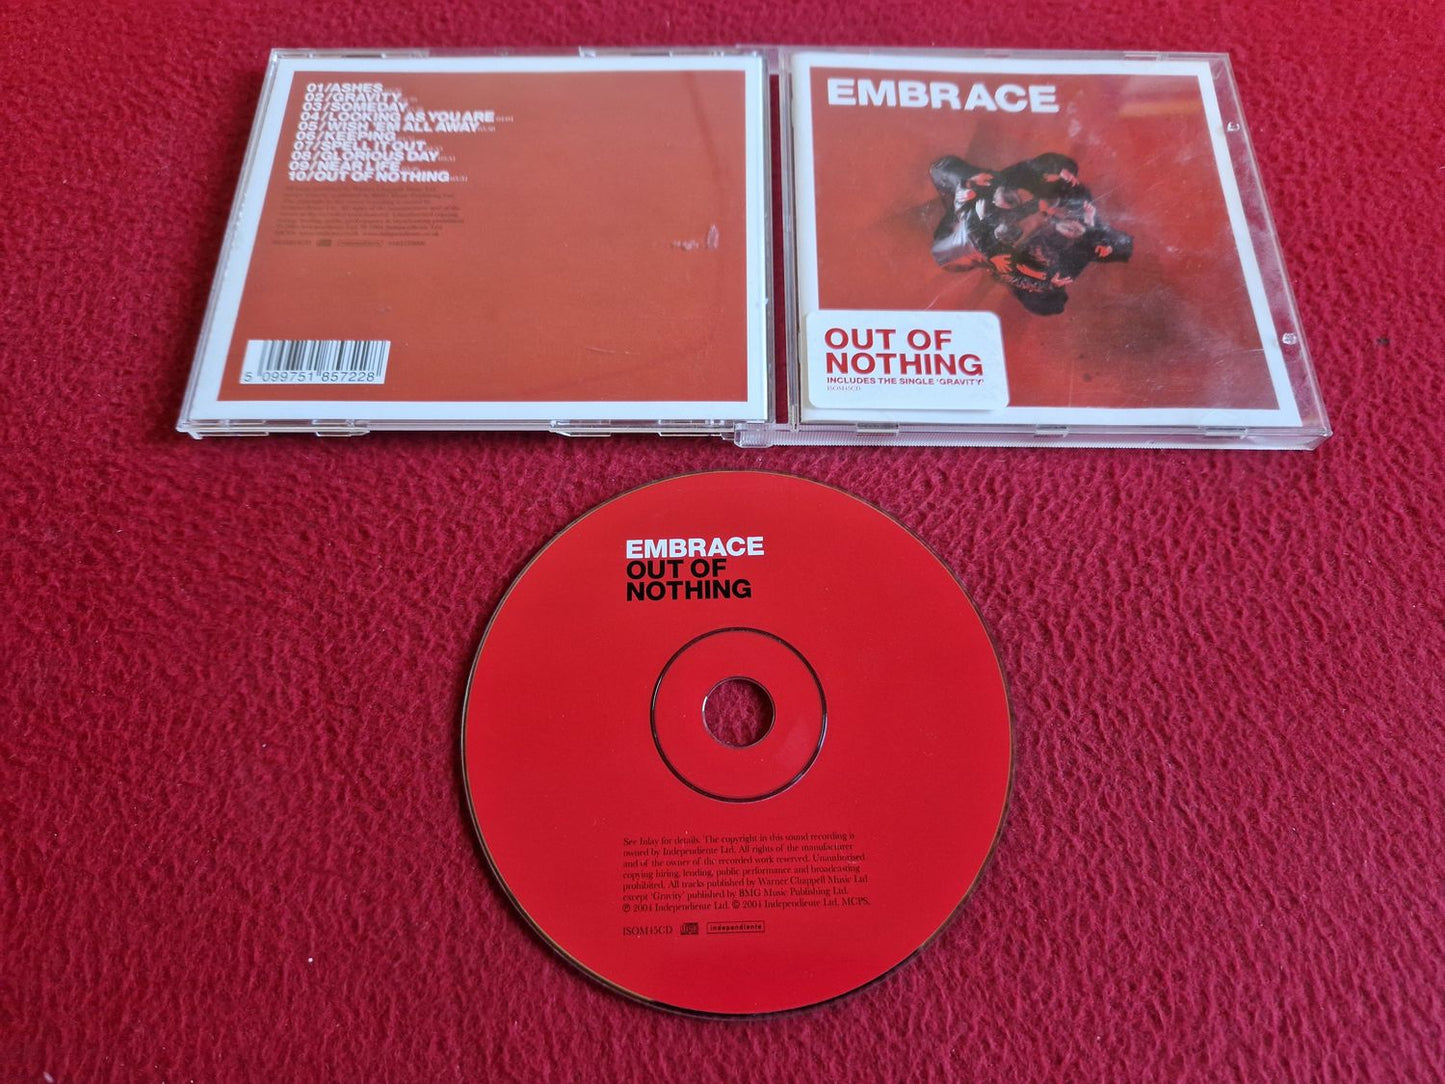 01/ASHES
02/GRAVITY
03/SOMEDAY
04/LOOKING AS YOU ARE
05/WISH 'EM ALL AWAY
06/KEEPING
07/SPELL IT OUT
08/GLORIOUS DAY
09/NEAR LIFE
10/OUT OF NOTHING
independiente
5 099751 857228
EMBRACE
OUT OF
NOTHING
INCLUDES THE SINGLE 'GRAVITY'
ISOM45CD
EMBRACE
OUT OF
NOTHING
See Inlay for details. The copyright in this sound recording is
owned by Independiente Ltd. All rights of the manufacturer
and of the owner of the recorded work reserved. Unauthorised
copying hiring, lending, public performance and broadcasting
prohibited. All tracks published by Warner Chappell Music Ltd
except 'Gravity' published by BMG Music Publishing Ltd.
℗ 2004 Independiente Ltd. © 2004 Independiente Ltd. MCPS.
ISOM45CD
independiente